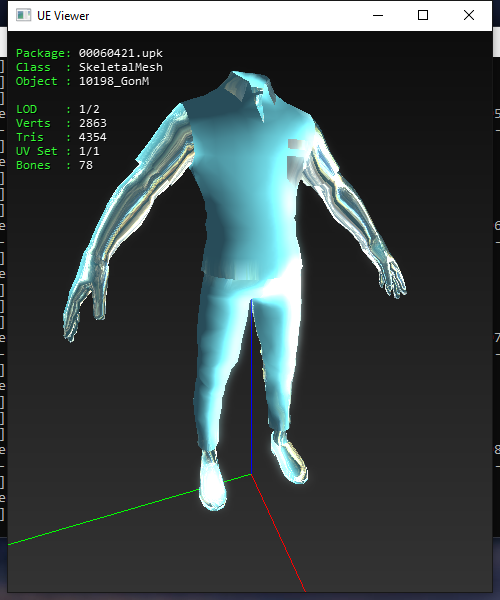 UE Viewer
Package: 00060421.upk
Class : SkeletalMesh
Object : 10198_GonM
LOD : 1/2
Verts : 2863
Tris : 4354
UV Set : 1/1
Bones : 78